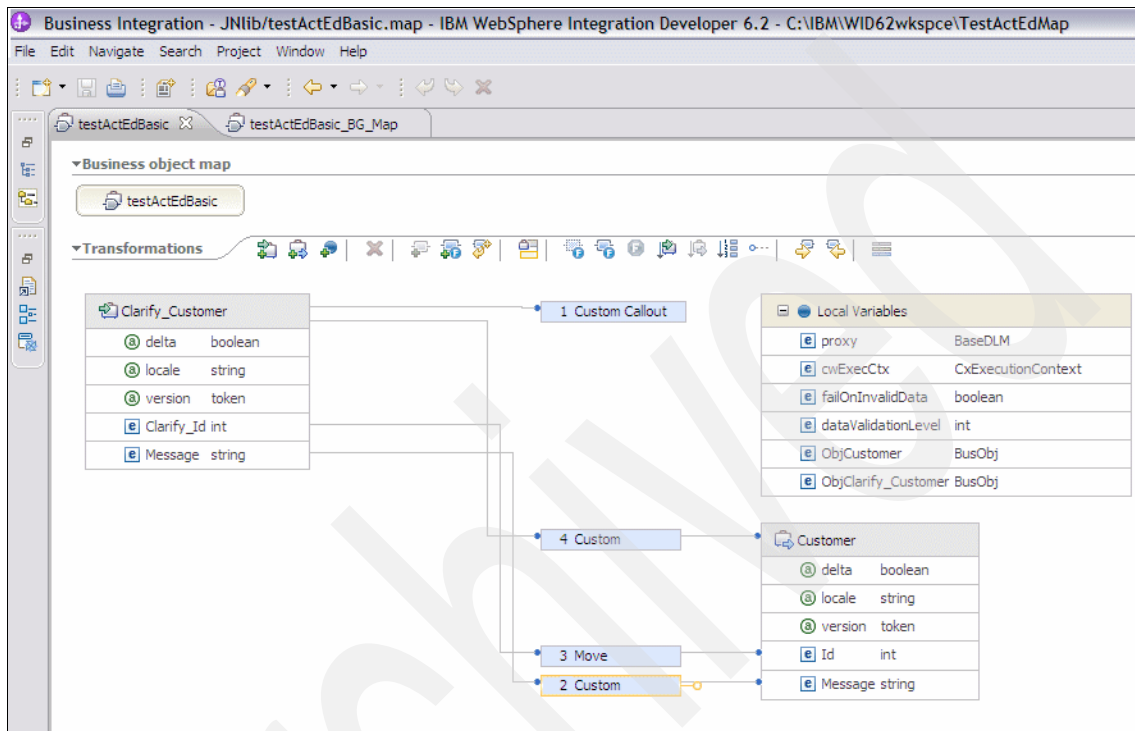 Business Integration - JNlib/testActEdBasic.map - IBM WebSphere Integration Developer 6.2 - C:\IBM\WID62wkspce\TestActEdMap
File Edit Navigate Search Project Window Help
testActEdBasic testActEdBasic_BG_Map
Business object map
testActEdBasic
Transformations
Clarify_Customer
a delta boolean
a locale string
a version token
e Clarify_Id int
e Message string
1 Custom Callout
Local Variables
e proxy BaseDLM
e cwExecCtx CxExecutionContext
e failOnInvalidData boolean
e dataValidationLevel int
e ObjCustomer BusObj
e ObjClarify_Customer BusObj
4 Custom
3 Move
2 Custom
Customer
a delta boolean
a locale string
a version token
e Id int
e Message string
Archived